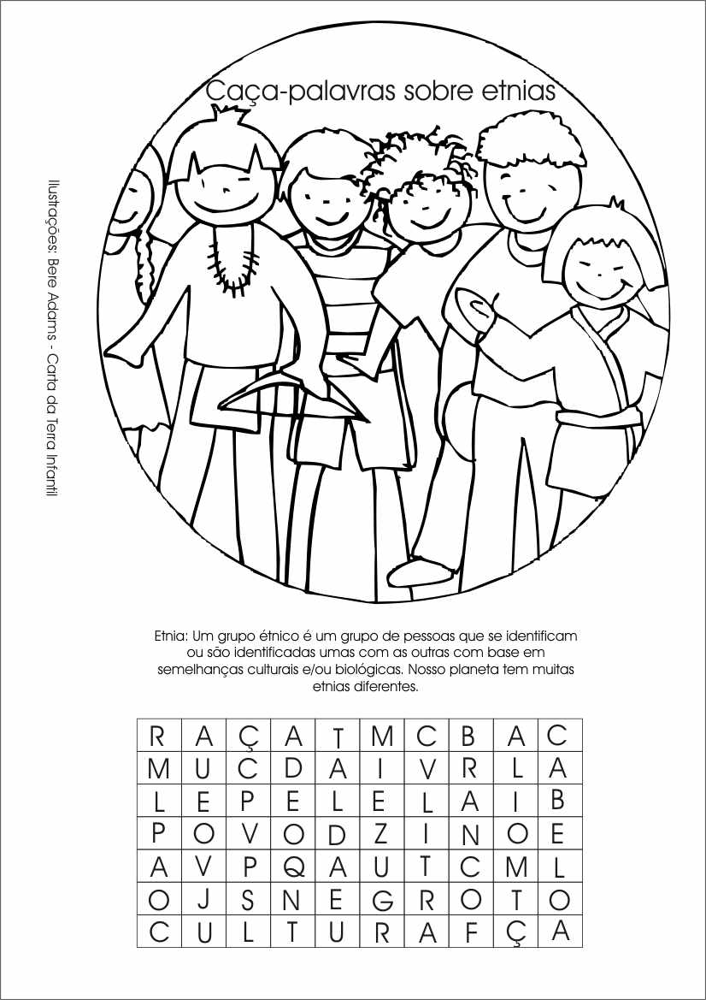 Caça-palavras sobre etnias
Ilustrações: Bere Adams - Carta da Terra Infantil
Etnia: Um grupo étnico é um grupo de pessoas que se identificam
ou são identificadas umas com as outras com base em
semelhanças culturais e/ou biológicas. Nosso planeta tem muitas
etnias diferentes.
R A Ç A T M C B A C
M U C D A I V R L A
L E P E L E L A I B
P O V O D Z I N O E
A V P Q A U T C M L
O J S N E G R O T O
C U L T U R A F Ç A